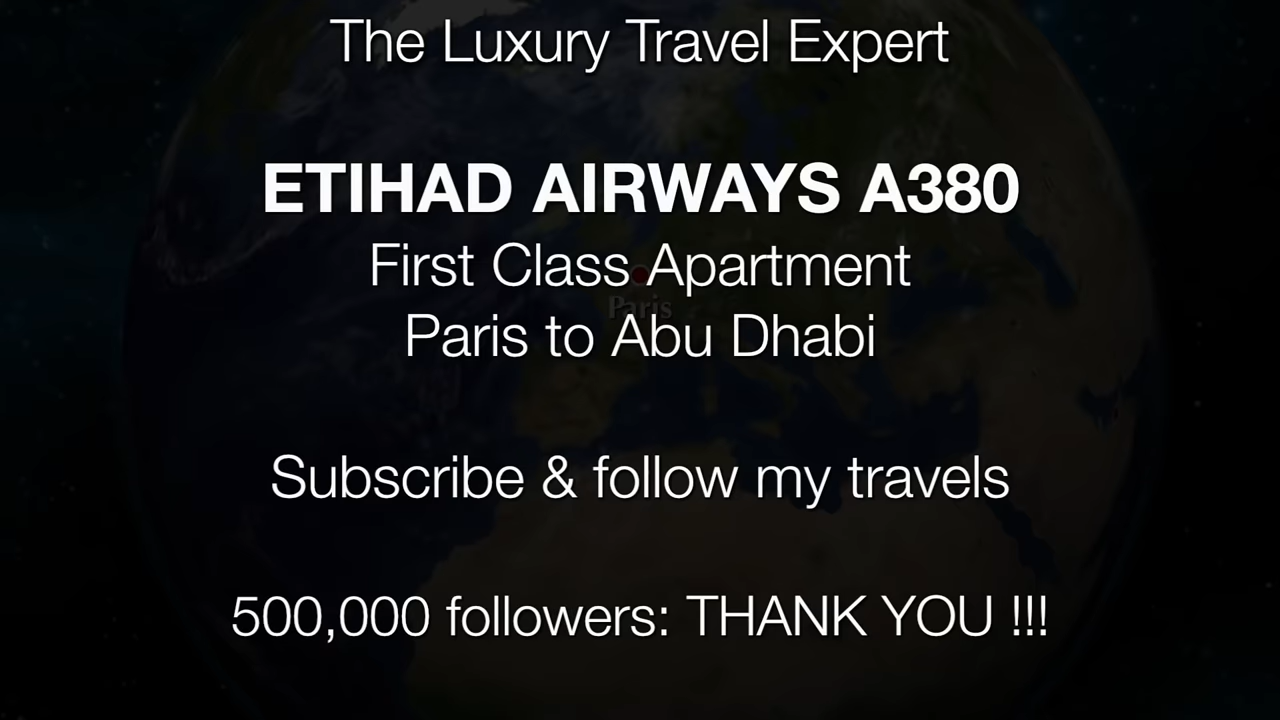 The Luxury Travel Expert
ETIHAD AIRWAYS A380
First Class Apartment
Paris
Paris to Abu Dhabi
Subscribe & follow my travels
500,000 followers: THANK YOU !!!